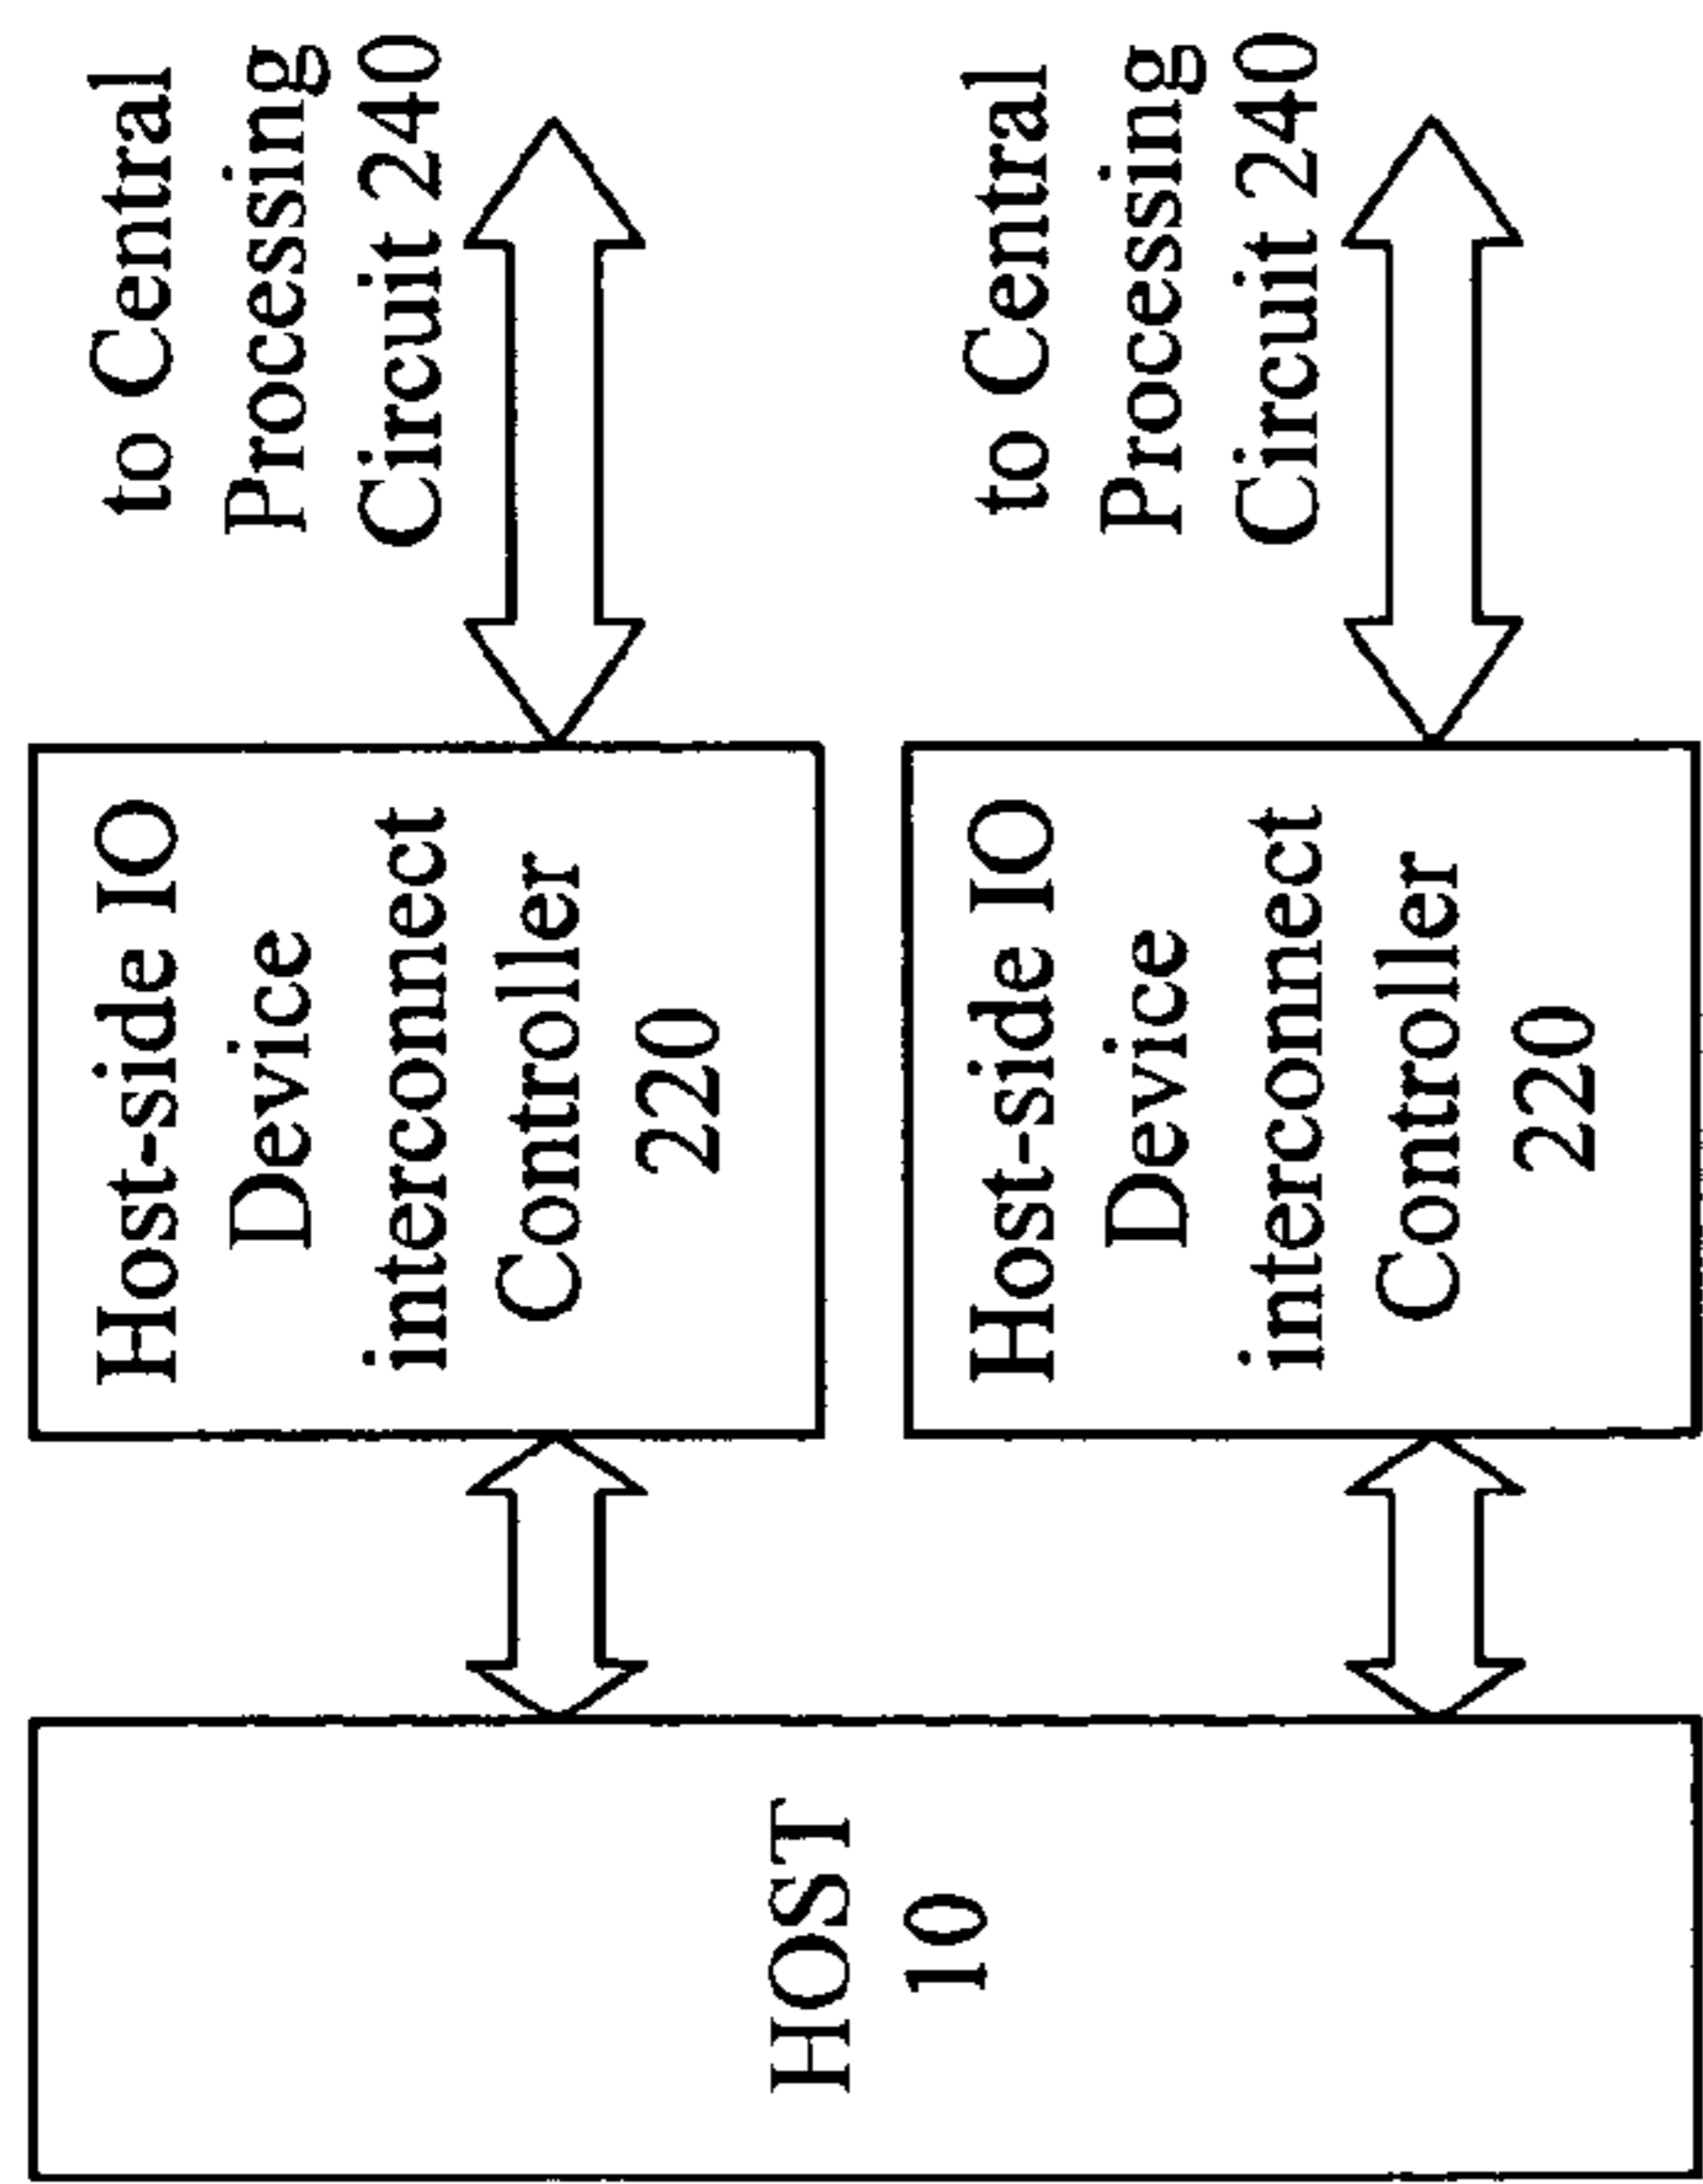 HOST
10
Host-side IO
Device
interconnect
Controller
220
to Central
Processing
Circuit 240
Host-side IO
Device
interconnect
Controller
220
to Central
Processing
Circuit 240